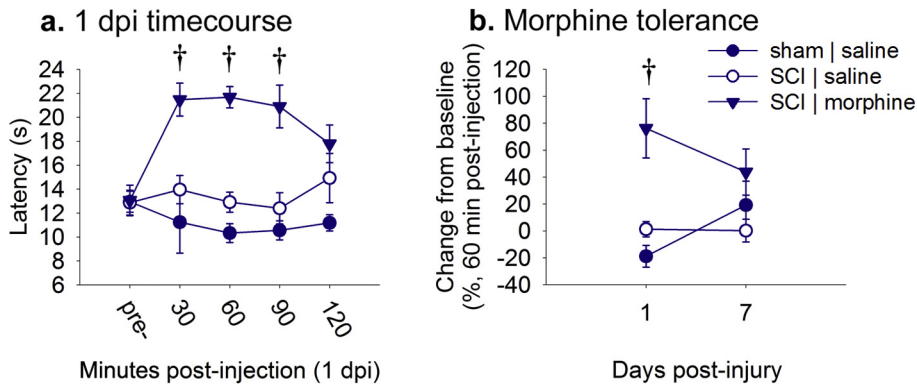 a. 1 dpi timecourse
† † †
24
22
20
18
16
14
12
10
8
6
Latency (s)
pre- 30 60 90 120
Minutes post-injection (1 dpi)
b. Morphine tolerance
sham | saline
SCI | saline
SCI | morphine
†
120
100
80
60
40
20
0
-20
-40
Change from baseline
(%, 60 min post-injection)
1 7
Days post-injury